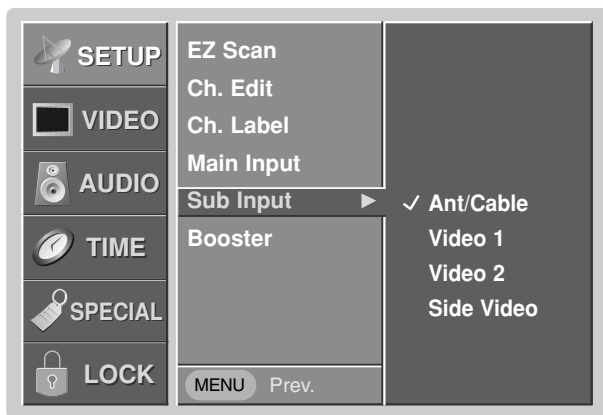 SETUP
VIDEO
AUDIO
TIME
SPECIAL
LOCK
EZ Scan
Ch. Edit
Ch. Label
Main Input
Sub Input ►
Booster
MENU Prev.
✓ Ant/Cable
Video 1
Video 2
Side Video